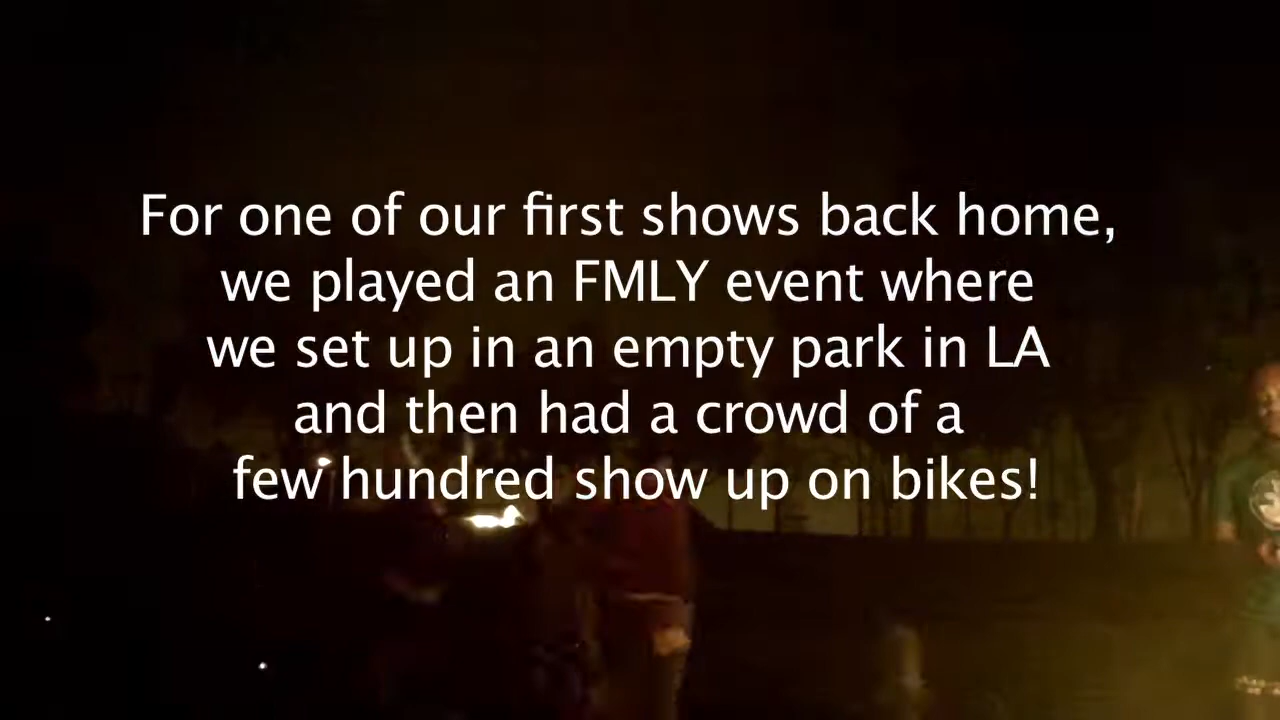 For one of our first shows back home,
we played an FMLY event where
we set up in an empty park in LA
and then had a crowd of a
few hundred show up on bikes!